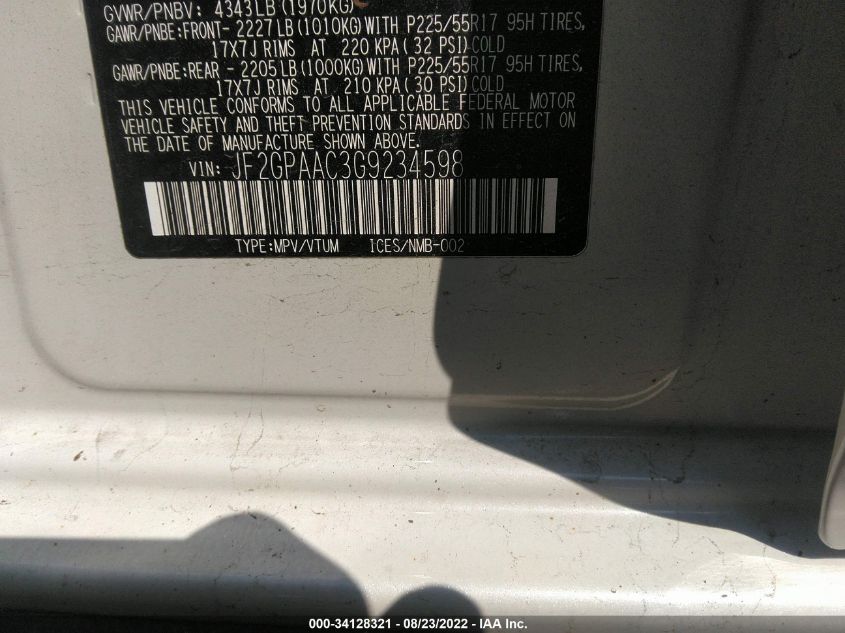 GVWR/PNBV: 4343LB (1970KG)
GAWR/PNBE:FRONT- 2227 LB (1010KG) WITH P225/55R17 95H TIRES,
17X7J RIMS AT 220 KPA ( 32 PSI) COLD
GAWR/PNBE:REAR - 2205 LB (1000KG) WITH P225/55R17 95H TIRES,
17X7J RIMS AT 210 KPA ( 30 PSI) COLD
THIS VEHICLE CONFORMS TO ALL APPLICABLE FEDERAL MOTOR
VEHICLE SAFETY AND THEFT PREVENTION STANDARDS IN EFFECT ON
THE DATE OF MANUFACTURE SHOWN ABOVE.
VIN: JF2GPAAC3G9234598
TYPE:MPV/VTUM ICES/NMB-002
000-34128321 / 08/23/2022 - IAA Inc.